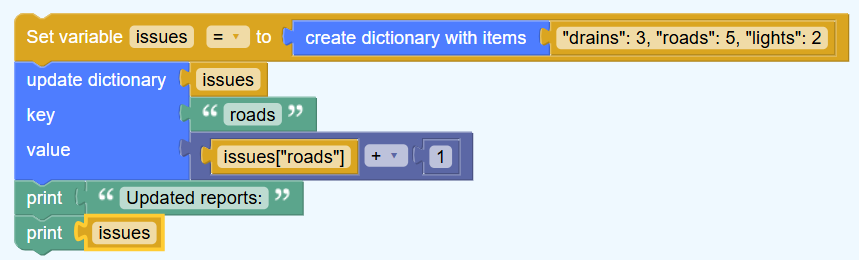 Set variable issues = to create dictionary with items "drains": 3, "roads": 5, "lights": 2
update dictionary issues
key “ roads ”
value issues["roads"] + 1
print “ Updated reports: ”
print issues